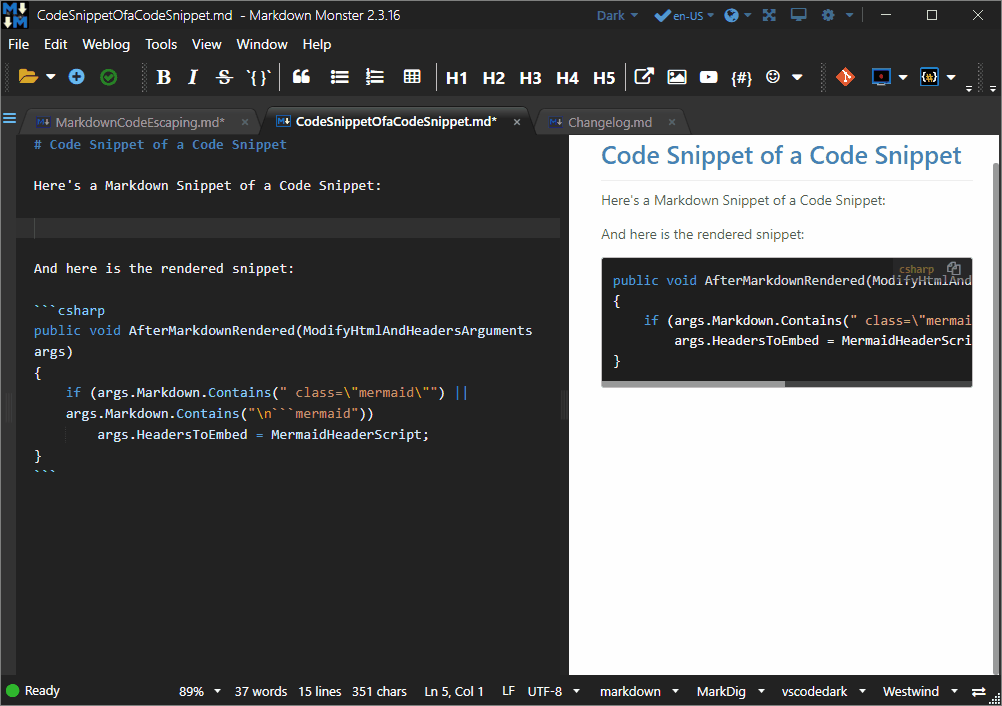 CodeSnippetOfaCodeSnippet.md - Markdown Monster 2.3.16
Dark en-US
File Edit Weblog Tools View Window Help
B I S `{}` H1 H2 H3 H4 H5 {#} {#}
MarkdownCodeEscaping.md* × CodeSnippetOfaCodeSnippet.md* × Changelog.md ×
# Code Snippet of a Code Snippet
Here's a Markdown Snippet of a Code Snippet:
And here is the rendered snippet:
```csharp
public void AfterMarkdownRendered(ModifyHtmlAndHeadersArguments
args)
{
if (args.Markdown.Contains(" class=\"mermaid\"") ||
args.Markdown.Contains("\n```mermaid"))
args.HeadersToEmbed = MermaidHeaderScript;
}
```
Code Snippet of a Code Snippet
Here's a Markdown Snippet of a Code Snippet:
And here is the rendered snippet:
csharp
public void AfterMarkdownRendered(ModifyHtmlAnd
{
if (args.Markdown.Contains(" class=\"mermai
args.HeadersToEmbed = MermaidHeaderScri
}
Ready 89% 37 words 15 lines 351 chars Ln 5, Col 1 LF UTF-8 markdown MarkDig vscodedark Westwind